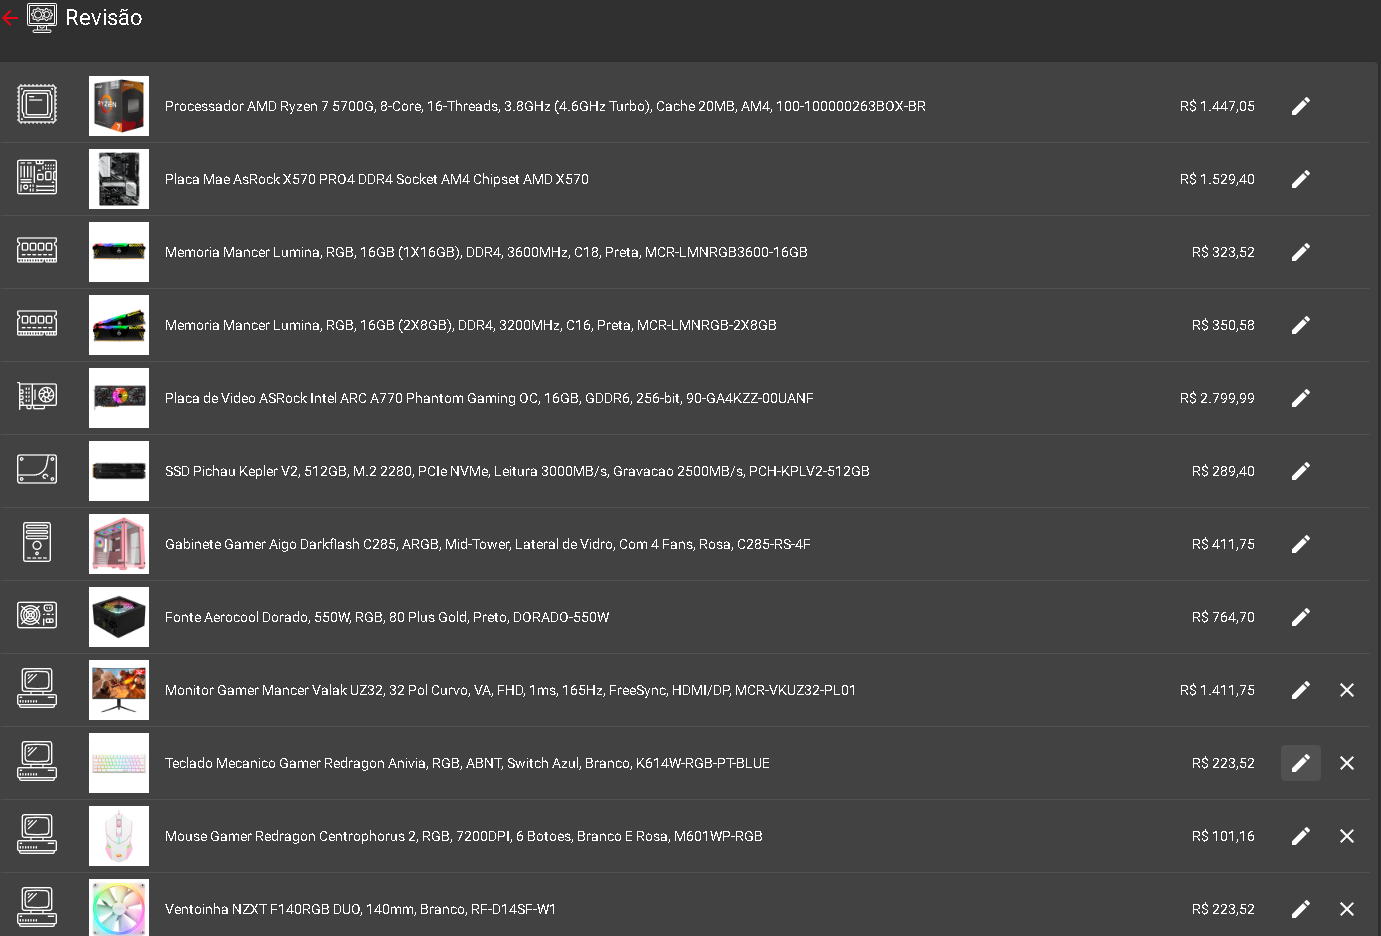 Revisão
Processador AMD Ryzen 7 5700G, 8-Core, 16-Threads, 3.8GHz (4.6GHz Turbo), Cache 20MB, AM4, 100-100000263BOX-BR R$ 1.447,05
Placa Mae AsRock X570 PRO4 DDR4 Socket AM4 Chipset AMD X570 R$ 1.529,40
Memoria Mancer Lumina, RGB, 16GB (1X16GB), DDR4, 3600MHz, C18, Preta, MCR-LMNRGB3600-16GB R$ 323,52
Memoria Mancer Lumina, RGB, 16GB (2X8GB), DDR4, 3200MHz, C16, Preta, MCR-LMNRGB-2X8GB R$ 350,58
Placa de Video ASRock Intel ARC A770 Phantom Gaming OC, 16GB, GDDR6, 256-bit, 90-GA4KZZ-00UANF R$ 2.799,99
SSD Pichau Kepler V2, 512GB, M.2 2280, PCIe NVMe, Leitura 3000MB/s, Gravacao 2500MB/s, PCH-KPLV2-512GB R$ 289,40
Gabinete Gamer Aigo Darkflash C285, ARGB, Mid-Tower, Lateral de Vidro, Com 4 Fans, Rosa, C285-RS-4F R$ 411,75
Fonte Aerocool Dorado, 550W, RGB, 80 Plus Gold, Preto, DORADO-550W R$ 764,70
Monitor Gamer Mancer Valak UZ32, 32 Pol Curvo, VA, FHD, 1ms, 165Hz, FreeSync, HDMI/DP, MCR-VKUZ32-PL01 R$ 1.411,75
Teclado Mecanico Gamer Redragon Anivia, RGB, ABNT, Switch Azul, Branco, K614W-RGB-PT-BLUE R$ 223,52
Mouse Gamer Redragon Centrophorus 2, RGB, 7200DPI, 6 Botoes, Branco E Rosa, M601WP-RGB R$ 101,16
Ventoinha NZXT F140RGB DUO, 140mm, Branco, RF-D14SF-W1 R$ 223,52